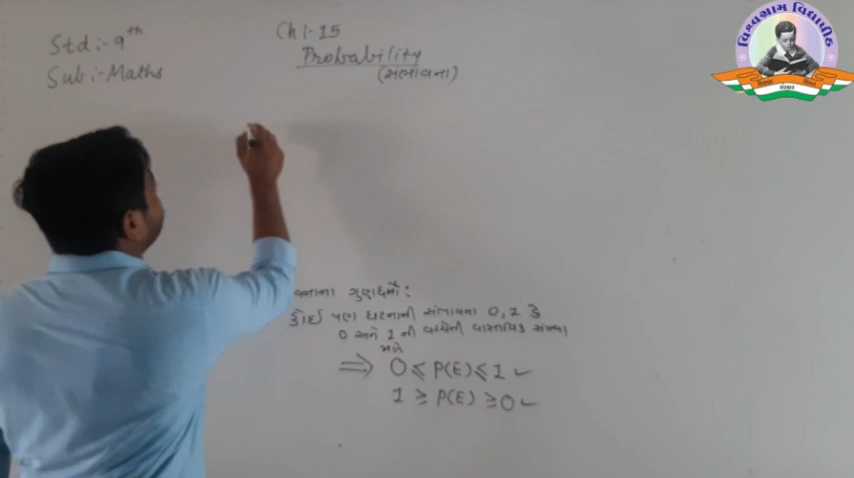 Std :- 9th
Sub :- Maths
Ch :- 15
Probability
(સંભાવના)
વિશ્વગ્રામ વિદ્યાપીઠ
ગુણધર્મો :
કોઈ પણ ઘટનાની સંભાવના 0, 1 કે
0 અને 1 ની વચ્ચેની વાસ્તવિક સંખ્યા
મળે
⇒ 0 ≤ P(E) ≤ 1 ✓
1 ≥ P(E) ≥ 0 ✓